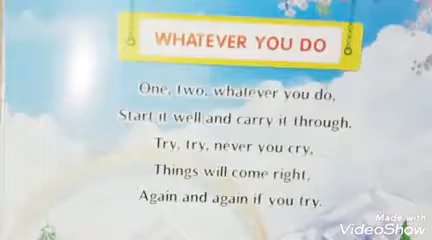 WHATEVER YOU DO
One, two, whatever you do,
Start it well and carry it through.
Try, try, never you cry,
Things will come right,
Again and again if you try.
Made with
VideoShow